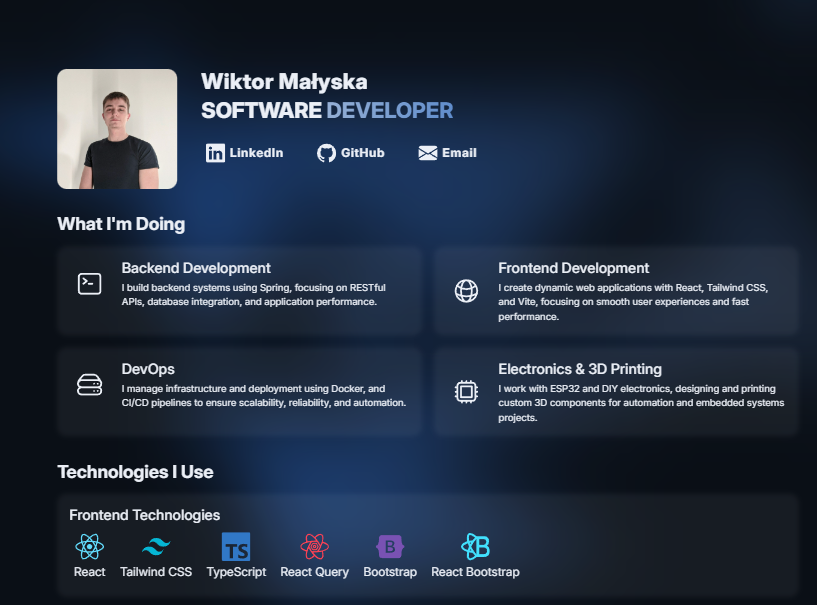 Wiktor Małyska
SOFTWARE DEVELOPER
LinkedIn
GitHub
Email
What I'm Doing
Backend Development
I build backend systems using Spring, focusing on RESTful
APIs, database integration, and application performance.
Frontend Development
I create dynamic web applications with React, Tailwind CSS,
and Vite, focusing on smooth user experiences and fast
performance.
DevOps
I manage infrastructure and deployment using Docker, and
CI/CD pipelines to ensure scalability, reliability, and automation.
Electronics & 3D Printing
I work with ESP32 and DIY electronics, designing and printing
custom 3D components for automation and embedded systems
projects.
Technologies I Use
Frontend Technologies
React
Tailwind CSS
TS
TypeScript
React Query
B
Bootstrap
B
React Bootstrap